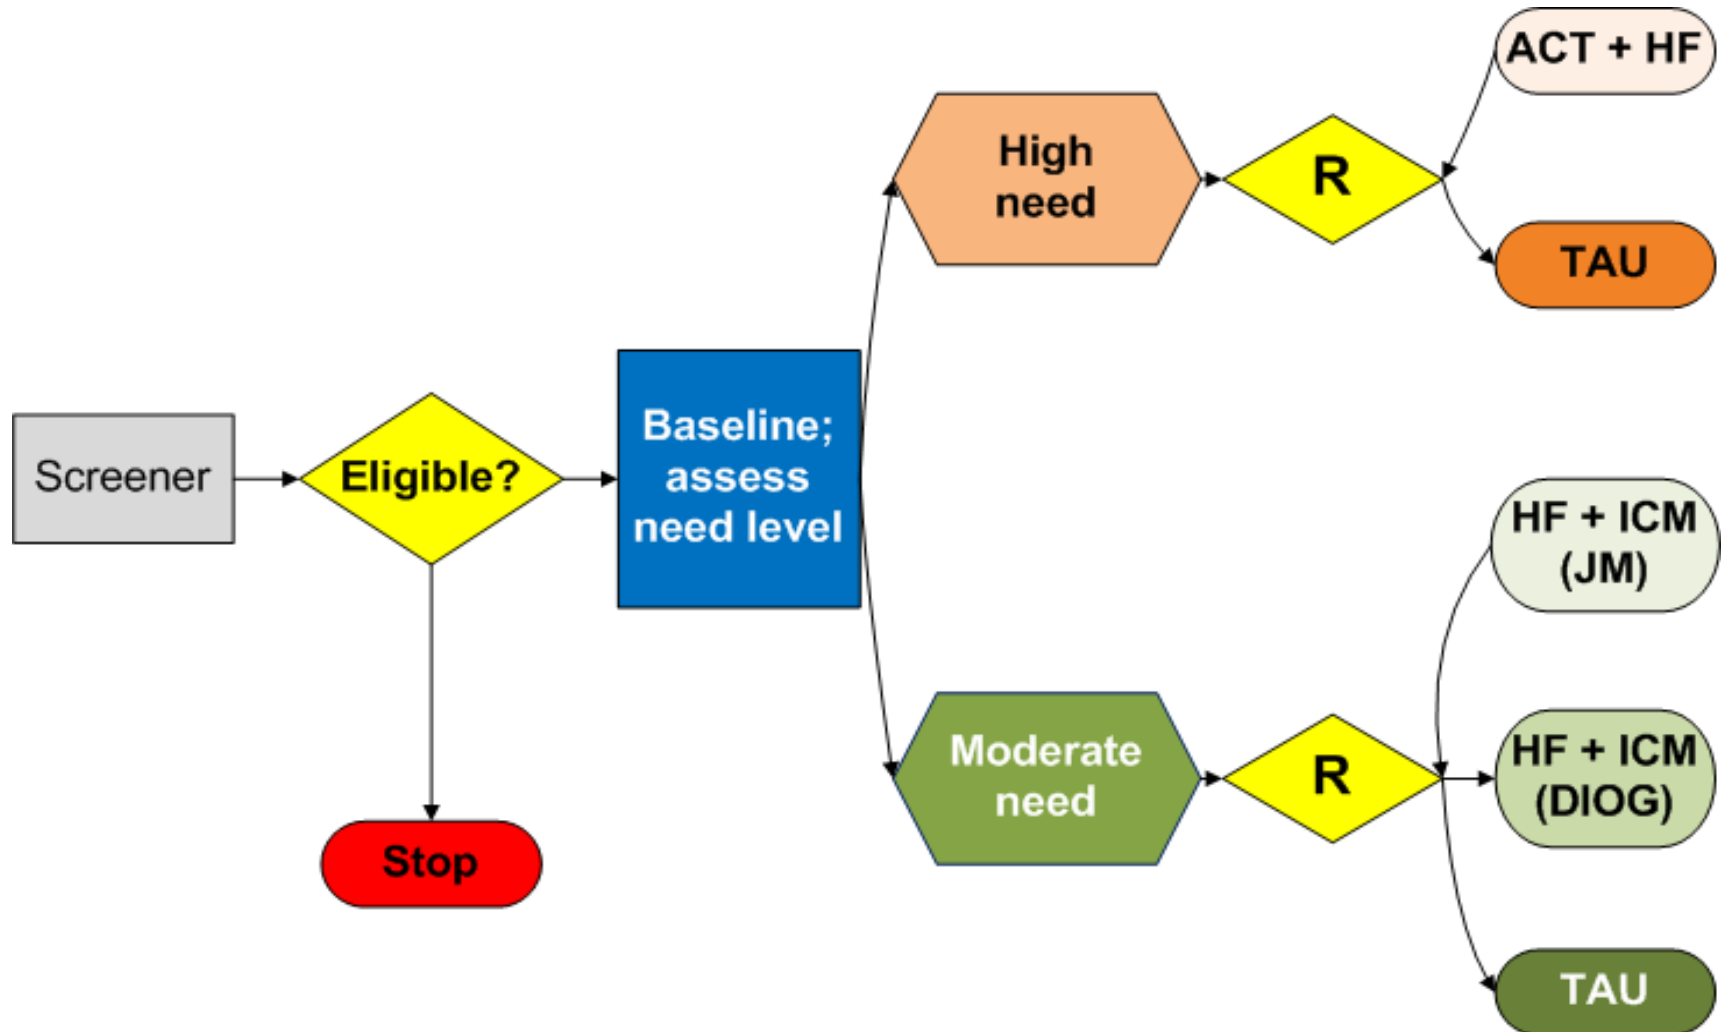 Screener
Eligible?
Stop
Baseline;
assess
need level
High
need
R
ACT + HF
TAU
Moderate
need
R
HF + ICM
(JM)
HF + ICM
(DIOG)
TAU